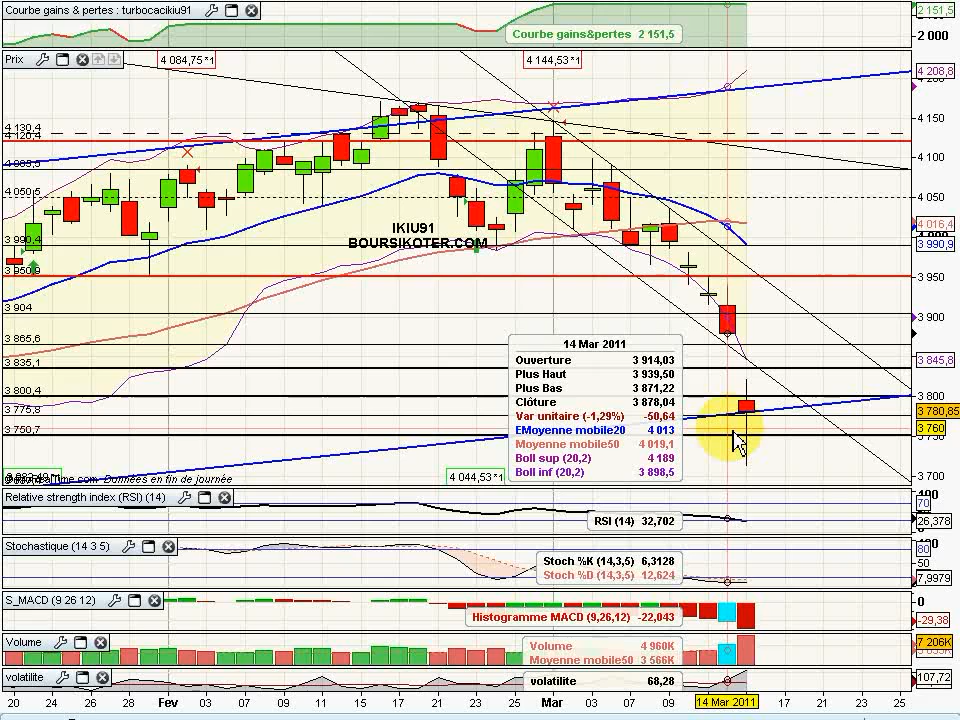 Courbe gains & pertes : turbocacikiu91
2 151,5
Courbe gains&pertes 2 151,5
2 000
Prix
4 084,75*1
4 144,53*1
4 208,8
4 150
4 130,4
4 120,4
4 100
4 050,5
4 050
4 016,4
IKIU91
BOURSIKOTER.COM
3 990,4
3 990,9
3 950,9
3 950
3 904
3 900
3 865,6
3 845,8
3 835,1
3 800,4
3 800
3 775,8
3 780,85
3 760
3 750,7
3 700
14 Mar 2011
Ouverture 3 914,03
Plus Haut 3 939,50
Plus Bas 3 871,22
Clôture 3 878,04
Var unitaire (-1,29%) -50,64
EMoyenne mobile20 4 013
Moyenne mobile50 4 019,1
Boll sup (20,2) 4 189
Boll inf (20,2) 3 898,5
.com Données en fin de journée
4 044,53*1
Relative strength index (RSI) (14)
100
70
RSI (14) 32,702
26,378
Stochastique (14 3 5)
100
80
50
Stoch %K (14,3,5) 6,3128
Stoch %D (14,3,5) 12,624
7,9979
S_MACD (9 26 12)
0
Histogramme MACD (9,26,12) -22,043
-29,38
Volume
Volume 4 960K
Moyenne mobile50 3 566K
7 206K
volatilite
volatilite 68,28
107,72
20 24 26 28 Fev 03 07 09 11 15 17 21 23 25 Mar 03 07 09 14 Mar 2011 17 21 23 25